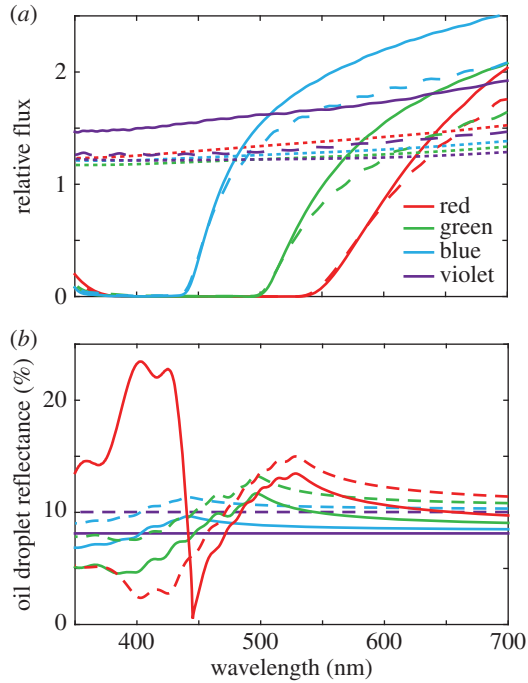 (a)
2
1
0
relative flux
red
green
blue
violet
(b)
20
10
0
oil droplet reflectance (%)
400 500 600 700
wavelength (nm)